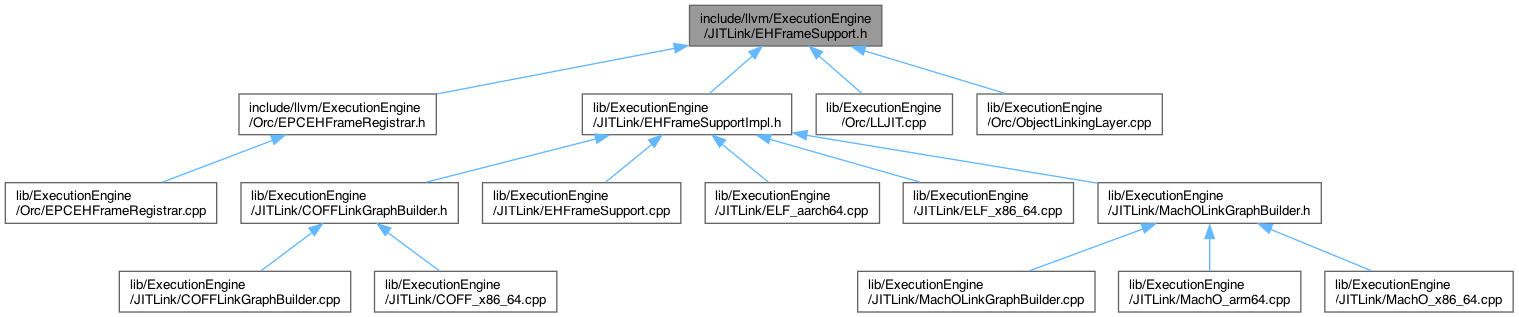 include/llvm/ExecutionEngine
/JITLink/EHFrameSupport.h
include/llvm/ExecutionEngine
/Orc/EPCEHFrameRegistrar.h
lib/ExecutionEngine
/JITLink/EHFrameSupportImpl.h
lib/ExecutionEngine
/Orc/LLJIT.cpp
lib/ExecutionEngine
/Orc/ObjectLinkingLayer.cpp
lib/ExecutionEngine
/Orc/EPCEHFrameRegistrar.cpp
lib/ExecutionEngine
/JITLink/COFFLinkGraphBuilder.h
lib/ExecutionEngine
/JITLink/EHFrameSupport.cpp
lib/ExecutionEngine
/JITLink/ELF_aarch64.cpp
lib/ExecutionEngine
/JITLink/ELF_x86_64.cpp
lib/ExecutionEngine
/JITLink/MachOLinkGraphBuilder.h
lib/ExecutionEngine
/JITLink/COFFLinkGraphBuilder.cpp
lib/ExecutionEngine
/JITLink/COFF_x86_64.cpp
lib/ExecutionEngine
/JITLink/MachOLinkGraphBuilder.cpp
lib/ExecutionEngine
/JITLink/MachO_arm64.cpp
lib/ExecutionEngine
/JITLink/MachO_x86_64.cpp